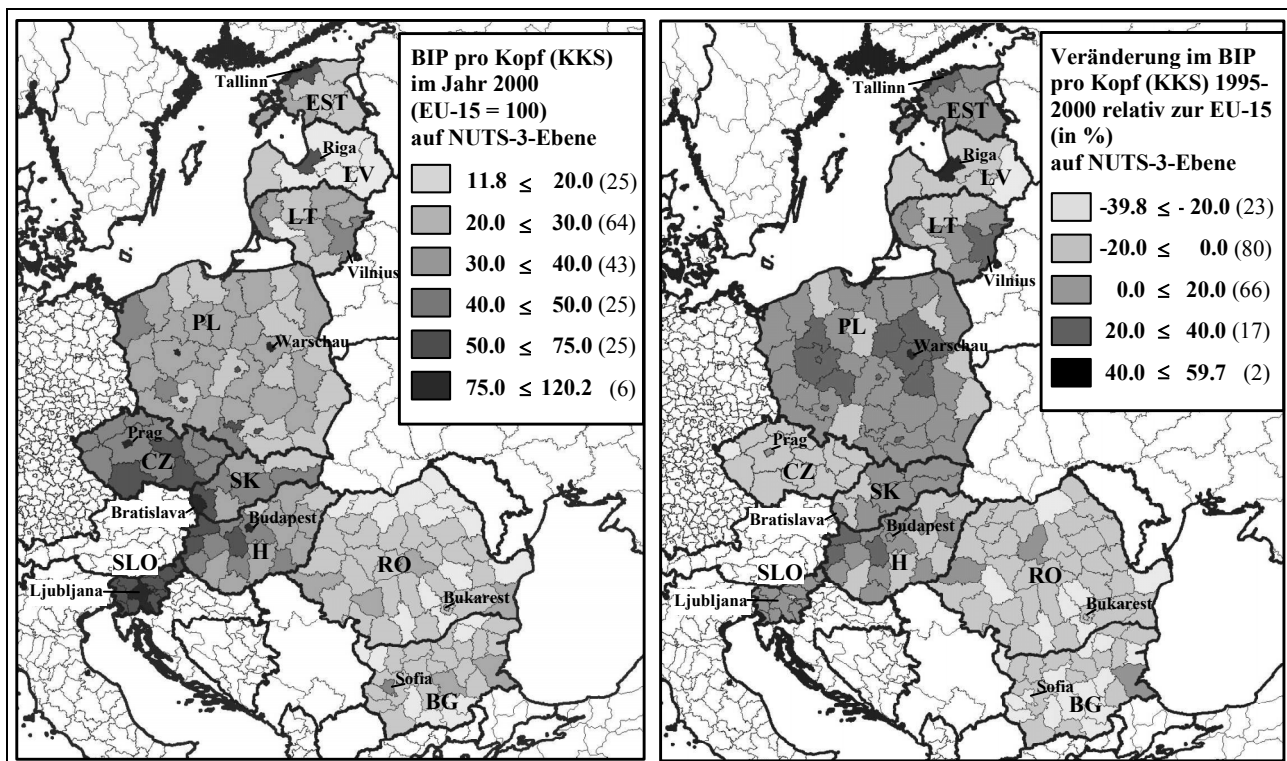 BIP pro Kopf (KKS)
im Jahr 2000
(EU-15 = 100)
auf NUTS-3-Ebene
11.8 ≤ 20.0 (25)
20.0 ≤ 30.0 (64)
30.0 ≤ 40.0 (43)
40.0 ≤ 50.0 (25)
50.0 ≤ 75.0 (25)
75.0 ≤ 120.2 (6)
Tallinn
EST
Riga
LV
LT
Vilnius
PL
Warschau
Prag
CZ
SK
Bratislava
Budapest
H
SLO
RO
Ljubljana
Bukarest
Sofia
BG
Veränderung im BIP
pro Kopf (KKS) 1995-
2000 relativ zur EU-15
(in %)
auf NUTS-3-Ebene
-39.8 ≤ - 20.0 (23)
-20.0 ≤ 0.0 (80)
0.0 ≤ 20.0 (66)
20.0 ≤ 40.0 (17)
40.0 ≤ 59.7 (2)
Tallinn
EST
Riga
LV
LT
Vilnius
PL
Warschau
Prag
CZ
SK
Bratislava
Budapest
H
SLO
RO
Ljubljana
Bukarest
Sofia
BG